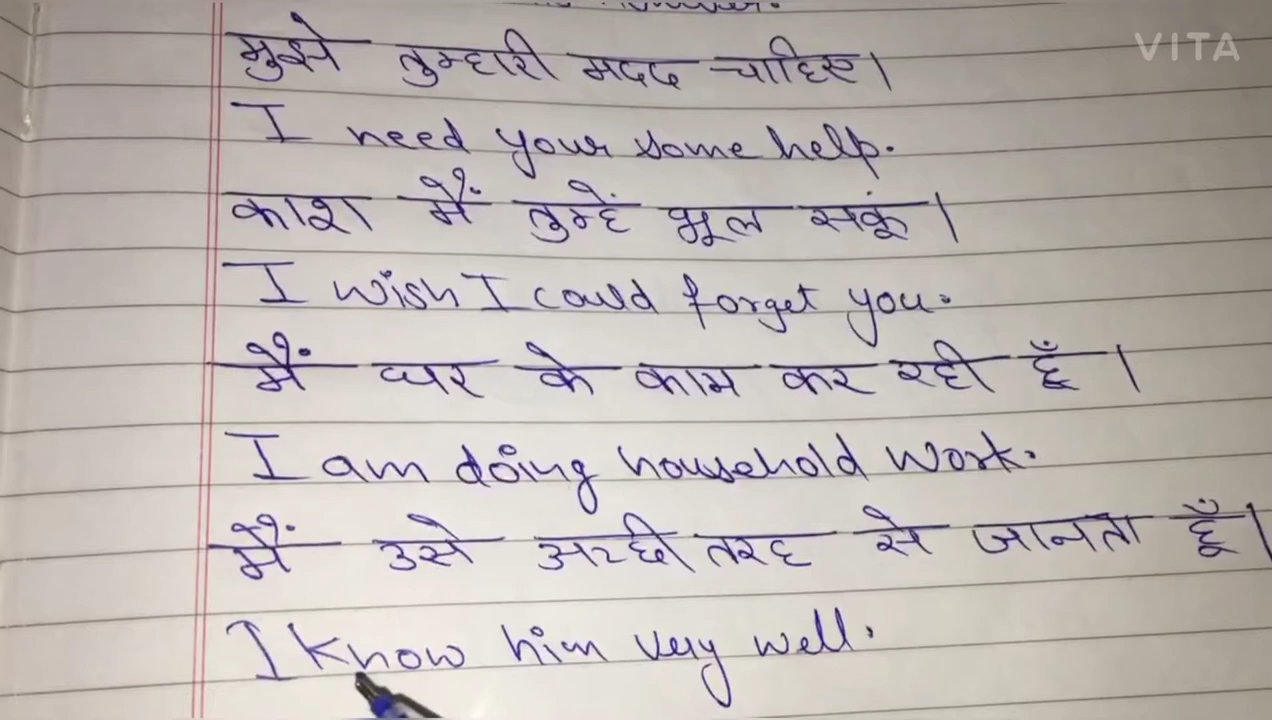 VITA
मुझे तुम्हारी मदद चाहिए।
I need your some help.
काश मैं तुम्हें भूल सकूं।
I wish I could forget you.
मैं घर के काम कर रही हूँ।
I am doing household work.
मैं उसे अच्छी तरह से जानता हूँ।
I know him very well.